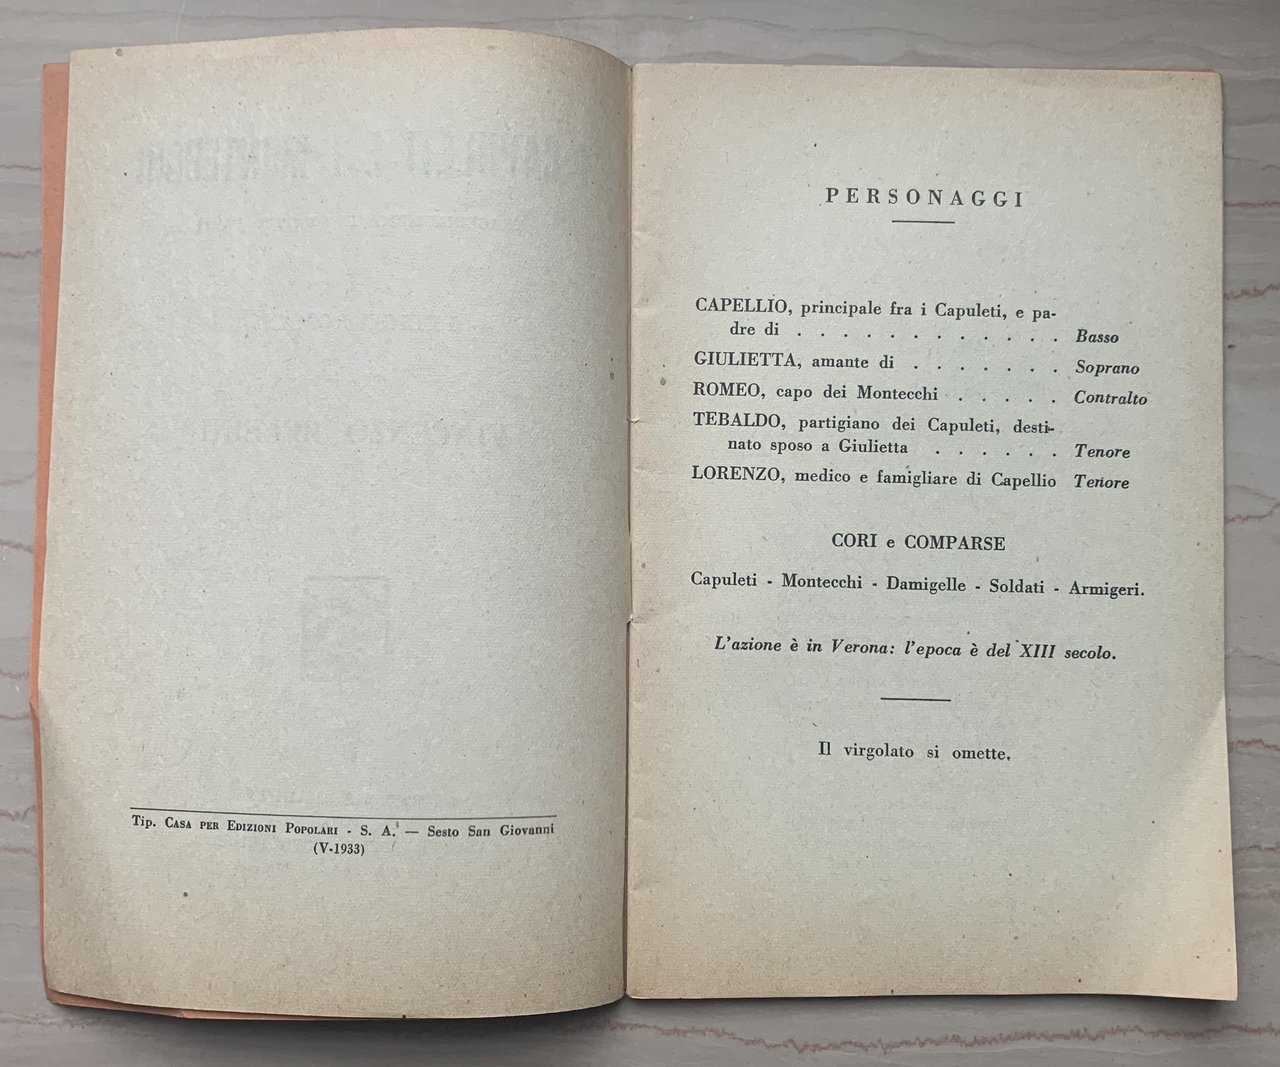 Tip. CASA PER EDIZIONI POPOLARI - S. A. — Sesto San Giovanni
(V-1933)
PERSONAGGI
CAPELLIO, principale fra i Capuleti, e pa-
dre di . . . . . . . . . . . . Basso
GIULIETTA, amante di . . . . . . . Soprano
ROMEO, capo dei Montecchi . . . . . Contralto
TEBALDO, partigiano dei Capuleti, desti-
nato sposo a Giulietta . . . . . . Tenore
LORENZO, medico e famigliare di Capellio Tenore
CORI e COMPARSE
Capuleti - Montecchi - Damigelle - Soldati - Armigeri.
L'azione è in Verona: l'epoca è del XIII secolo.
Il virgolato si omette.